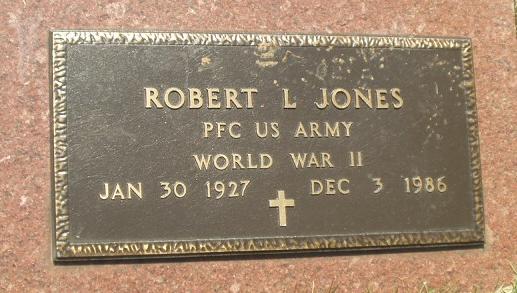 ROBERT L JONES
PFC US ARMY
WORLD WAR II
JAN 30 1927 DEC 3 1986